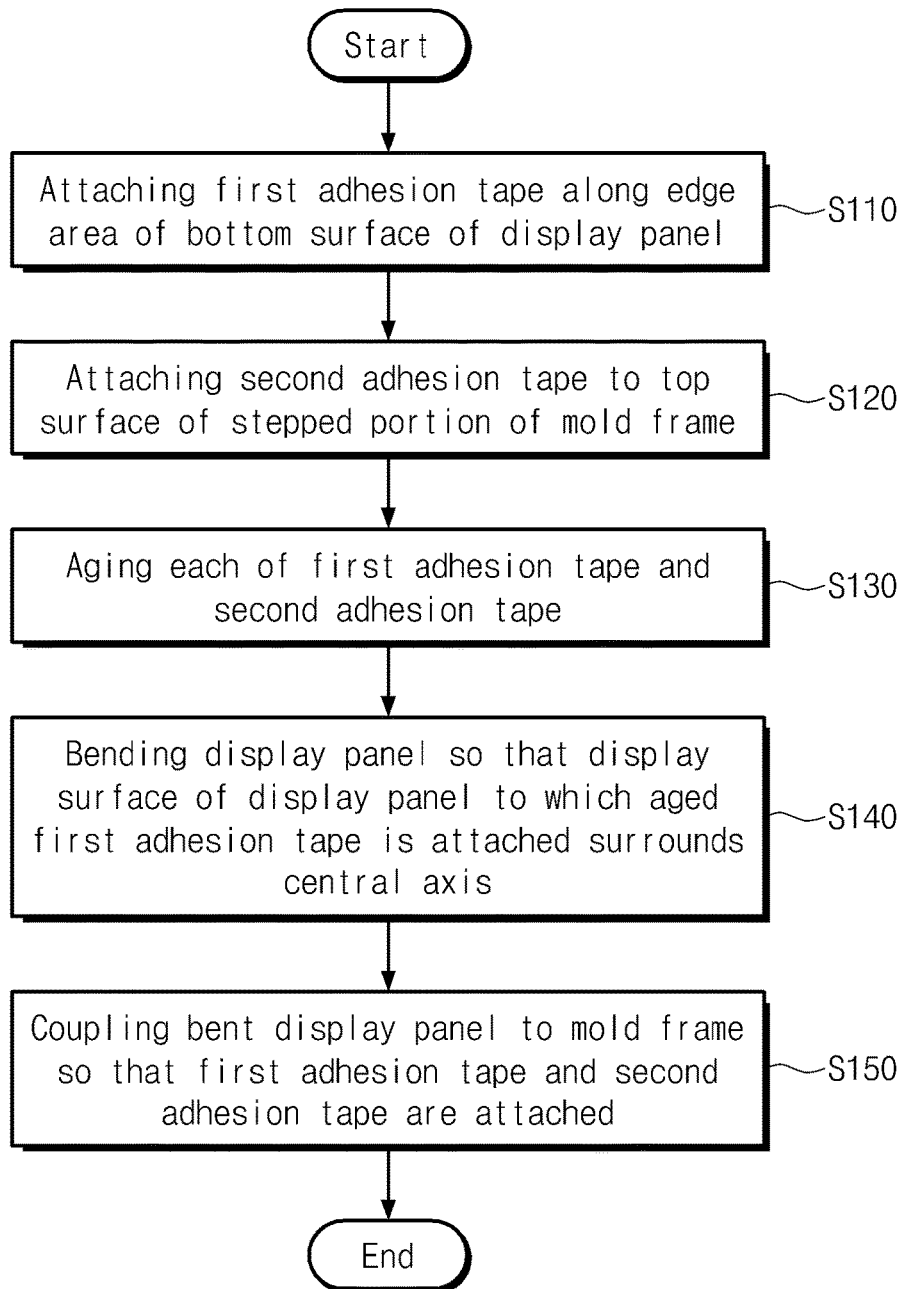 Start
Attaching first adhesion tape along edge
area of bottom surface of display panel
S110
Attaching second adhesion tape to top
surface of stepped portion of mold frame
S120
Aging each of first adhesion tape and
second adhesion tape
S130
Bending display panel so that display
surface of display panel to which aged
first adhesion tape is attached surrounds
central axis
S140
Coupling bent display panel to mold frame
so that first adhesion tape and second
adhesion tape are attached
S150
End